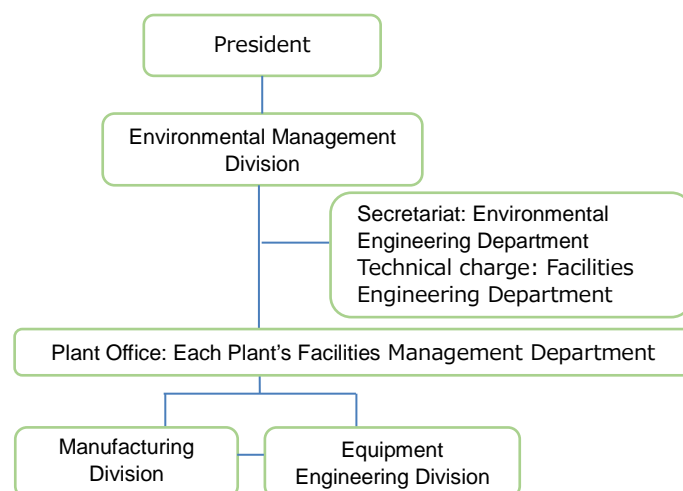 President
Environmental Management
Division
Secretariat: Environmental
Engineering Department
Technical charge: Facilities
Engineering Department
Plant Office: Each Plant’s Facilities Management Department
Manufacturing
Division
Equipment
Engineering Division